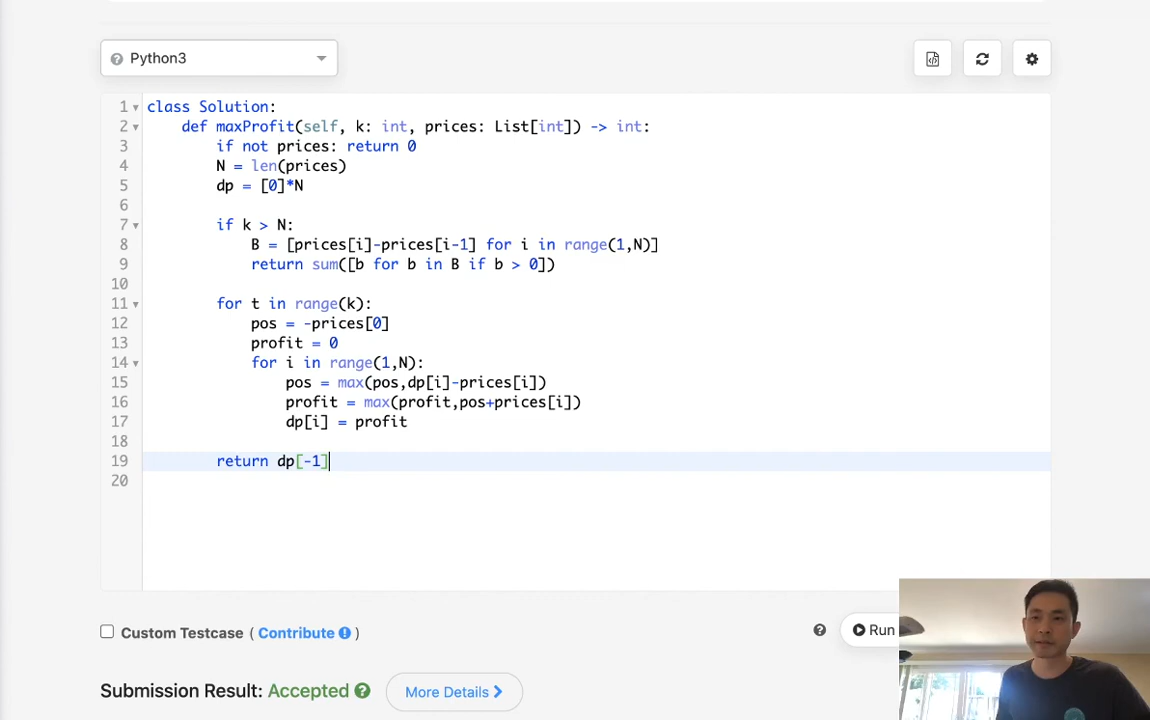 Python3
1 class Solution:
2 def maxProfit(self, k: int, prices: List[int]) -> int:
3 if not prices: return 0
4 N = len(prices)
5 dp = [0]*N
6
7 if k > N:
8 B = [prices[i]-prices[i-1] for i in range(1,N)]
9 return sum([b for b in B if b > 0])
10
11 for t in range(k):
12 pos = -prices[0]
13 profit = 0
14 for i in range(1,N):
15 pos = max(pos,dp[i]-prices[i])
16 profit = max(profit,pos+prices[i])
17 dp[i] = profit
18
19 return dp[-1]
20
Custom Testcase ( Contribute )
Run
Submission Result: Accepted More Details